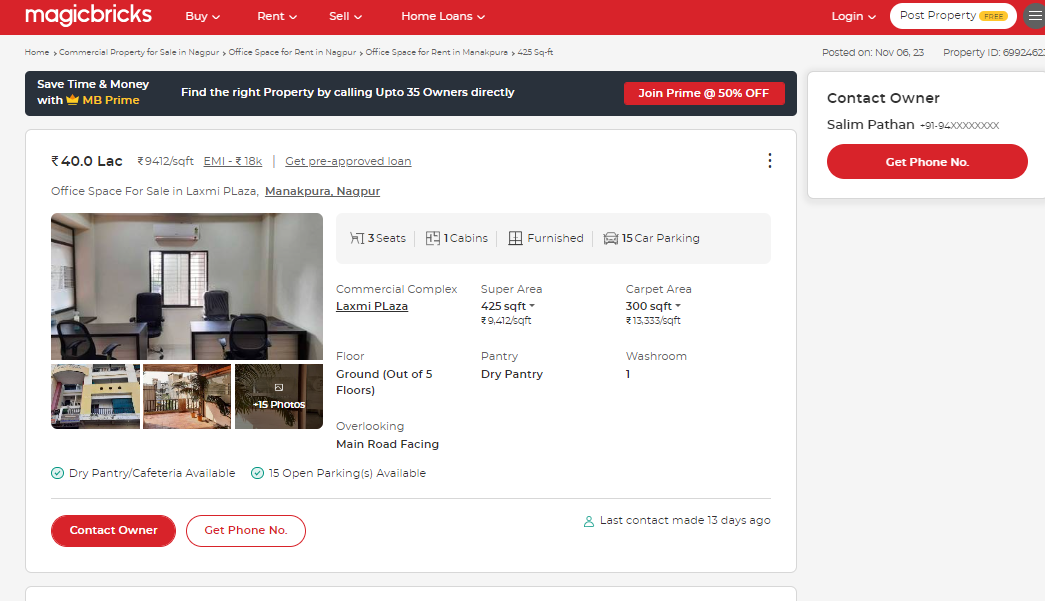 magicbricks Buy Rent Sell Home Loans Login Post Property FREE
Home > Commercial Property for Sale in Nagpur > Office Space for Rent in Nagpur > Office Space for Rent in Manakpura > 425 Sq-ft
Posted on: Nov 06, 23 Property ID: 6992462
Save Time & Money
with MB Prime
Find the right Property by calling Upto 35 Owners directly
Join Prime @ 50% OFF
Contact Owner
Salim Pathan +91-94XXXXXXXX
Get Phone No.
₹ 40.0 Lac ₹9412/sqft EMI - ₹ 18k | Get pre-approved loan
Office Space For Sale in Laxmi PLaza, Manakpura, Nagpur
3 Seats 1 Cabins Furnished 15 Car Parking
Commercial Complex
Laxmi PLaza
Super Area
425 sqft
₹9,412/sqft
Carpet Area
300 sqft
₹13,333/sqft
Floor
Ground (Out of 5
Floors)
Pantry
Dry Pantry
Washroom
1
Overlooking
Main Road Facing
+15 Photos
Dry Pantry/Cafeteria Available 15 Open Parking(s) Available
Contact Owner Get Phone No.
Last contact made 13 days ago